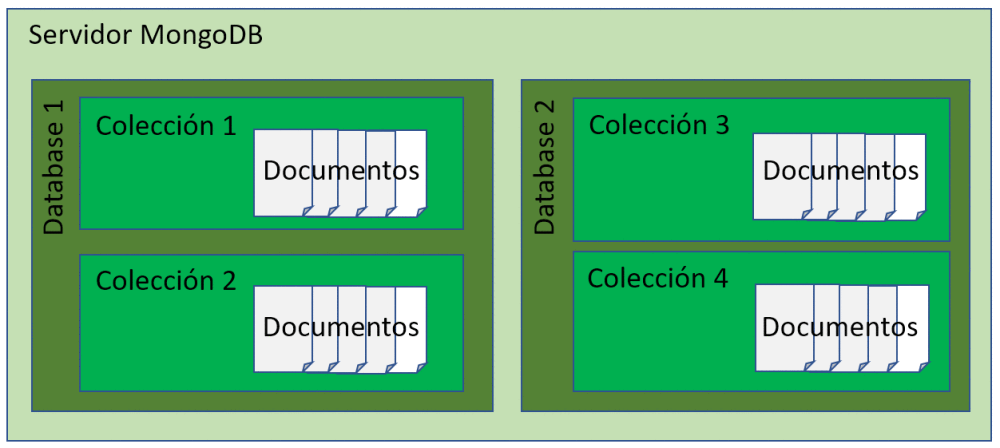 Servidor MongoDB
Database 1
Colección 1
Documentos
Colección 2
Documentos
Database 2
Colección 3
Documentos
Colección 4
Documentos